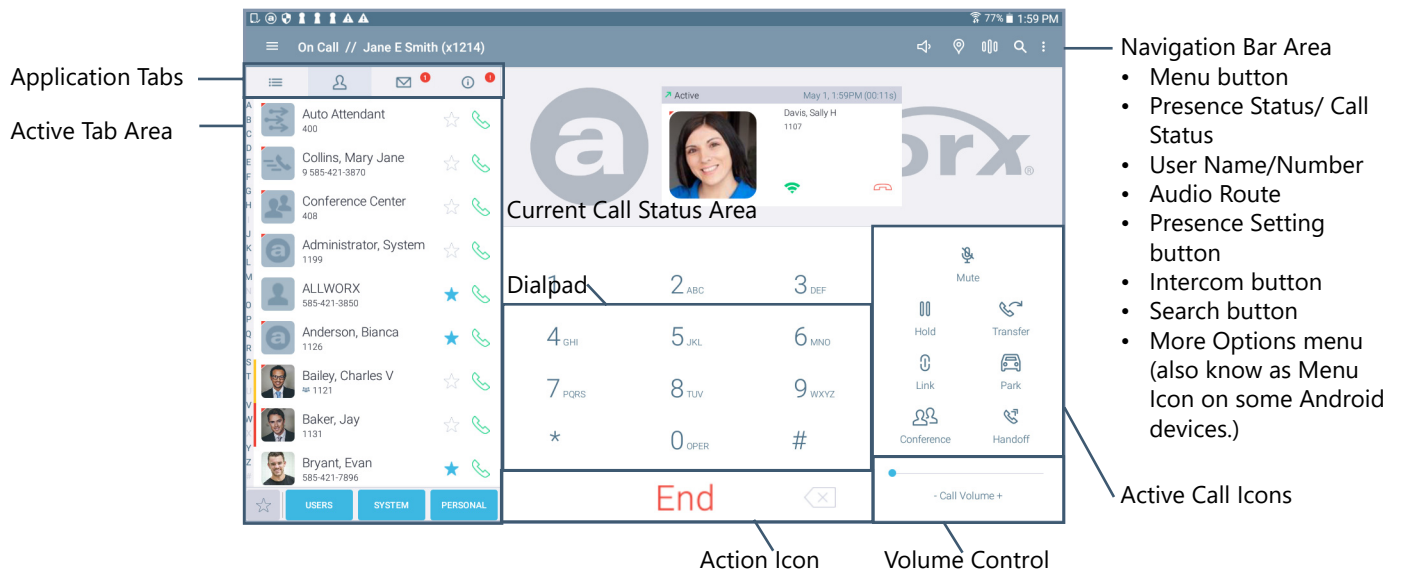 77% 1:59 PM
On Call // Jane E Smith (x1214)
Application Tabs
Active Tab Area
1
1
A
B
C
D
E
F
G
H
I
J
K
L
M
N
O
P
Q
R
S
T
U
V
W
X
Y
Z
#
Auto Attendant
400
Collins, Mary Jane
9 585-421-3870
Conference Center
408
Administrator, System
1199
ALLWORX
585-421-3850
Anderson, Bianca
1126
Bailey, Charles V
1121
Baker, Jay
1131
Bryant, Evan
585-421-7896
USERS SYSTEM PERSONAL
Active May 1, 1:59PM (00:11s)
Davis, Sally H
1107
a orx®
Current Call Status Area
Dialpad
1 2 ABC 3 DEF
4 GHI 5 JKL 6 MNO
7 PQRS 8 TUV 9 WXYZ
* 0 OPER #
End
Mute
Hold Transfer
Link Park
Conference Handoff
- Call Volume +
Action Icon
Volume Control
Navigation Bar Area
• Menu button
• Presence Status/ Call
Status
• User Name/Number
• Audio Route
• Presence Setting
button
• Intercom button
• Search button
• More Options menu
(also know as Menu
Icon on some Android
devices.)
Active Call Icons